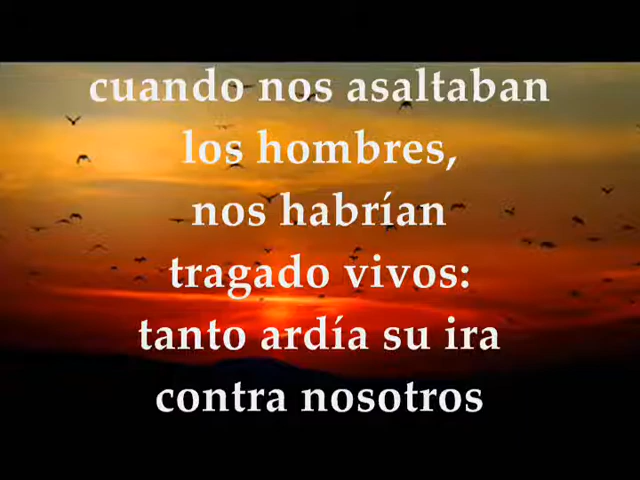 cuando nos asaltaban
los hombres,
nos habrían
tragado vivos:
tanto ardía su ira
contra nosotros